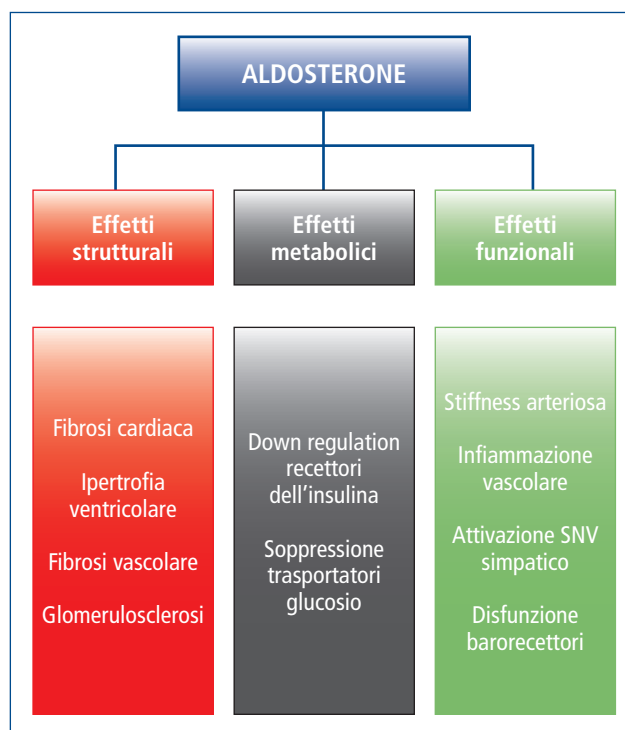 ALDOSTERONE
Effetti
strutturali
Effetti
metabolici
Effetti
funzionali
Fibrosi cardiaca
Ipertrofia
ventricolare
Fibrosi vascolare
Glomerulosclerosi
Down regulation
recettori
dell'insulina
Soppressione
trasportatori
glucosio
Stiffness arteriosa
Infiammazione
vascolare
Attivazione SNV
simpatico
Disfunzione
barorecettori